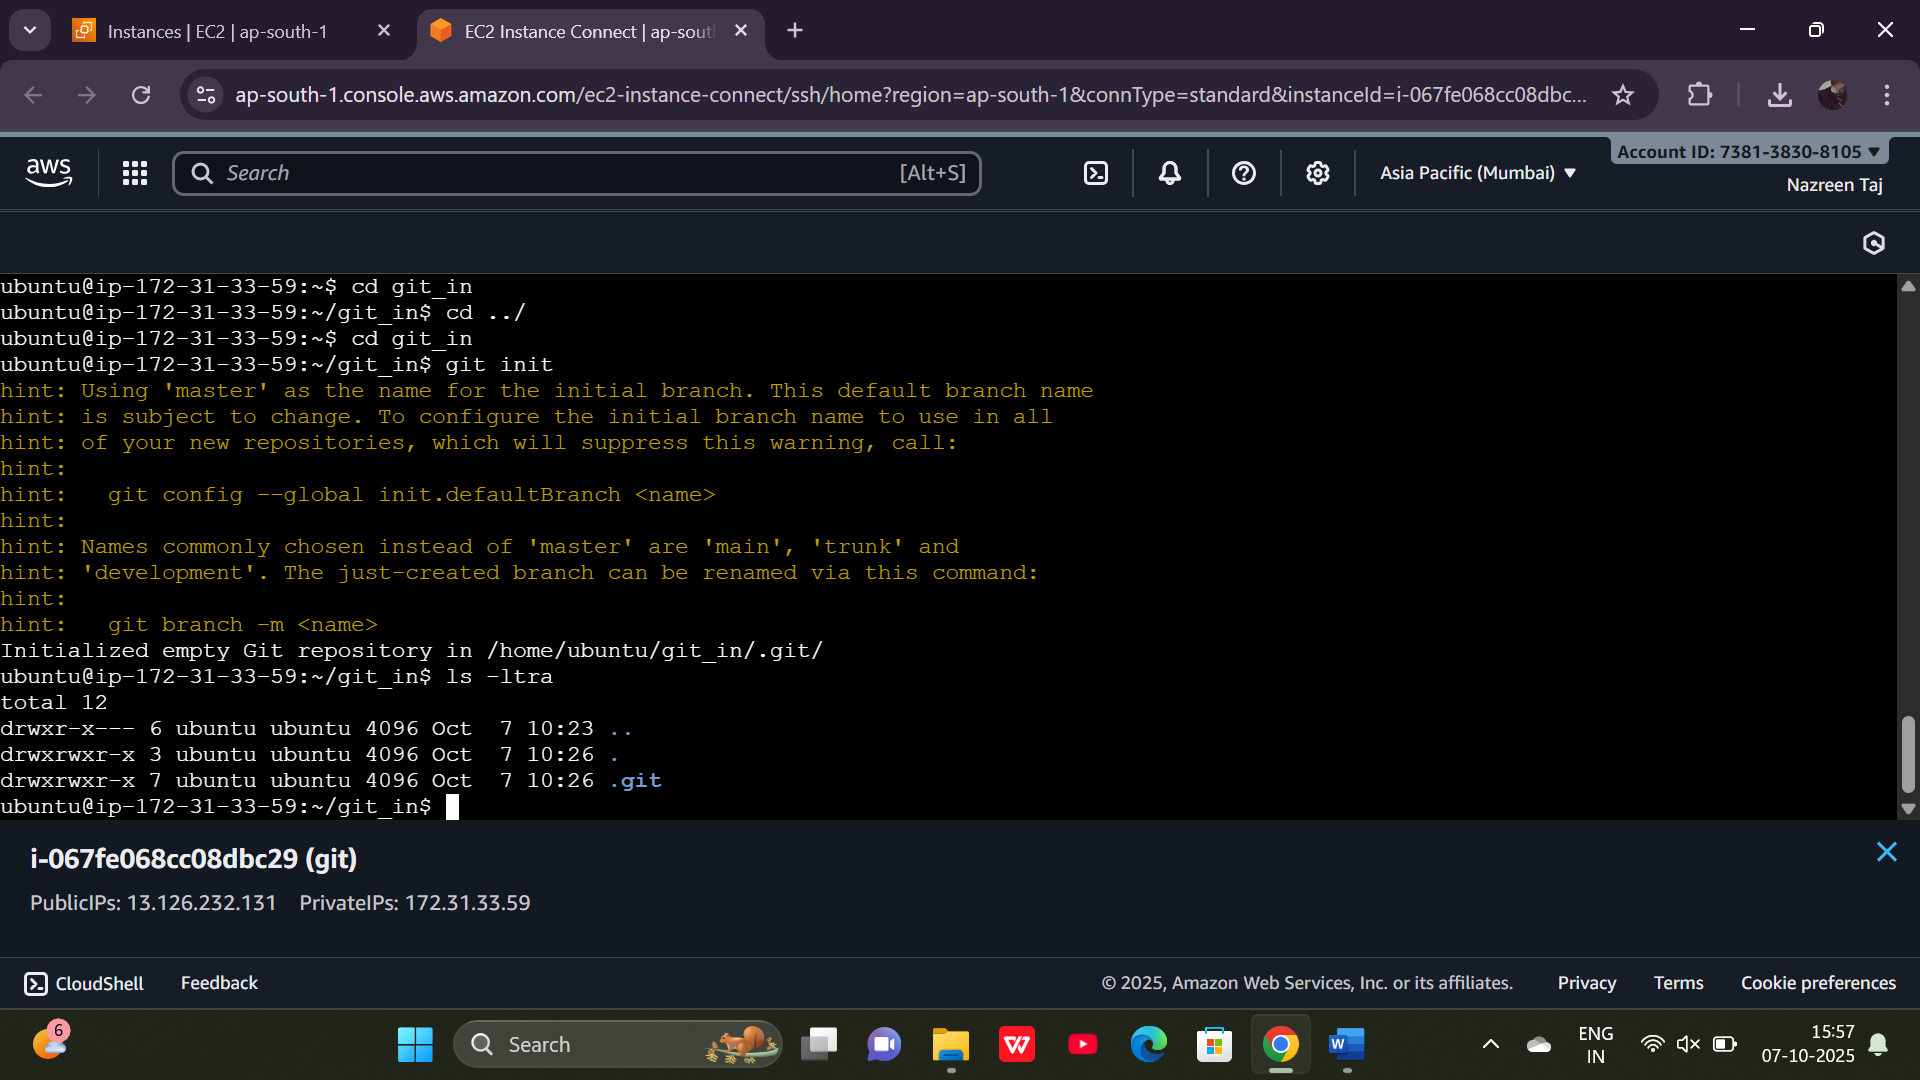 Instances | EC2 | ap-south-1
EC2 Instance Connect | ap-sout
ap-south-1.console.aws.amazon.com/ec2-instance-connect/ssh/home?region=ap-south-1&connType=standard&instanceId=i-067fe068cc08dbc...
aws
Search
[Alt+S]
Asia Pacific (Mumbai)
Account ID: 7381-3830-8105
Nazreen Taj
ubuntu@ip-172-31-33-59:~$ cd git_in
ubuntu@ip-172-31-33-59:~/git_in$ cd ../
ubuntu@ip-172-31-33-59:~$ cd git_in
ubuntu@ip-172-31-33-59:~/git_in$ git init
hint: Using 'master' as the name for the initial branch. This default branch name
hint: is subject to change. To configure the initial branch name to use in all
hint: of your new repositories, which will suppress this warning, call:
hint:
hint:   git config --global init.defaultBranch <name>
hint:
hint: Names commonly chosen instead of 'master' are 'main', 'trunk' and
hint: 'development'. The just-created branch can be renamed via this command:
hint:
hint:   git branch -m <name>
Initialized empty Git repository in /home/ubuntu/git_in/.git/
ubuntu@ip-172-31-33-59:~/git_in$ ls -ltra
total 12
drwxr-x--- 6 ubuntu ubuntu 4096 Oct  7 10:23 ..
drwxrwxr-x 3 ubuntu ubuntu 4096 Oct  7 10:26 .
drwxrwxr-x 7 ubuntu ubuntu 4096 Oct  7 10:26 .git
ubuntu@ip-172-31-33-59:~/git_in$
i-067fe068cc08dbc29 (git)
PublicIPs: 13.126.232.131 PrivateIPs: 172.31.33.59
CloudShell
Feedback
© 2025, Amazon Web Services, Inc. or its affiliates.
Privacy
Terms
Cookie preferences
6
Search
W
ENG
IN
15:57
07-10-2025